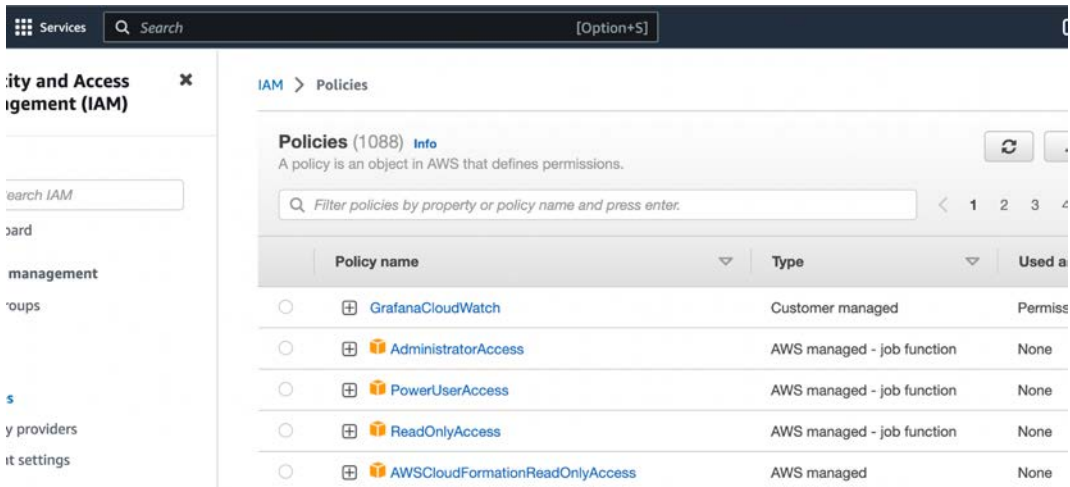 Services
Search [Option+S]
ity and Access
gement (IAM)
earch IAM
oard
management
roups
s
y providers
nt settings
IAM > Policies
Policies (1088) Info
A policy is an object in AWS that defines permissions.
Filter policies by property or policy name and press enter.
< 1 2 3 4
Policy name Type Used as
GrafanaCloudWatch Customer managed Permiss
AdministratorAccess AWS managed - job function None
PowerUserAccess AWS managed - job function None
ReadOnlyAccess AWS managed - job function None
AWSCloudFormationReadOnlyAccess AWS managed None